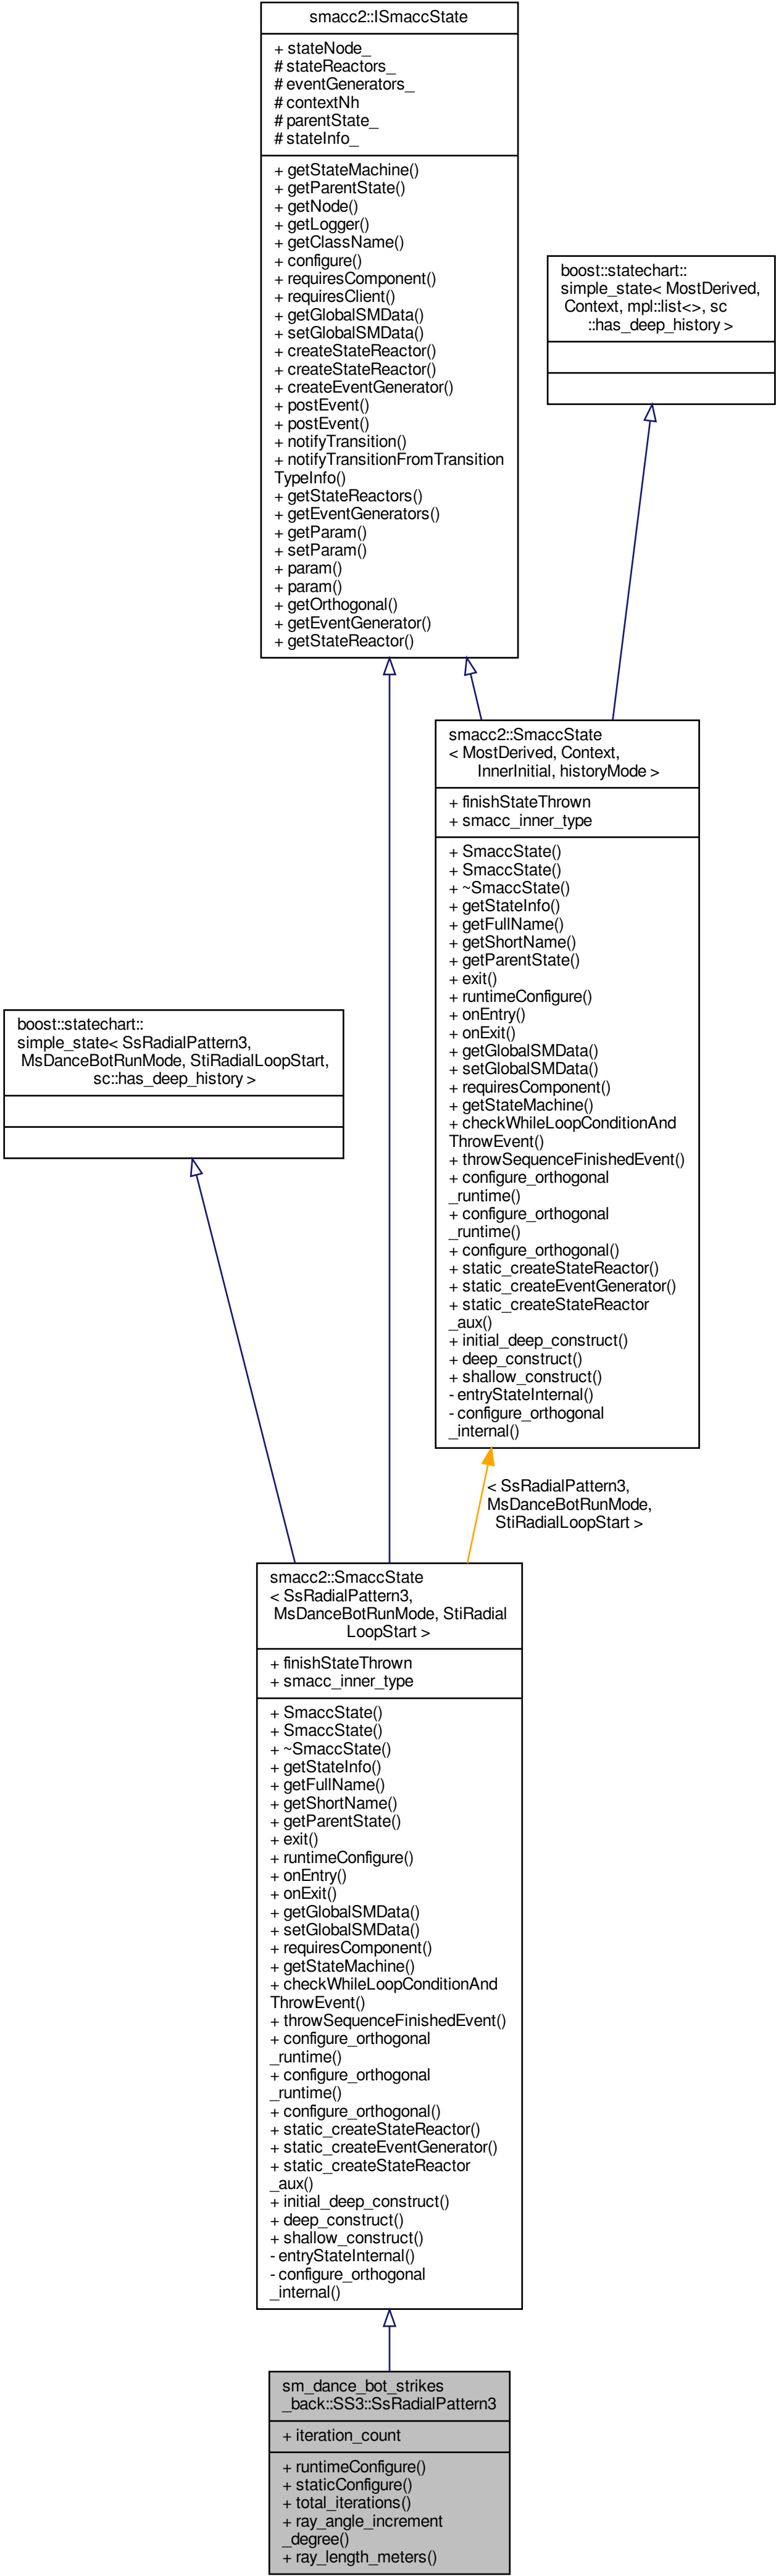 smacc2::ISmaccState
+ stateNode_
# stateReactors_
# eventGenerators_
# contextNh
# parentState_
# stateInfo_
+ getStateMachine()
+ getParentState()
+ getNode()
+ getLogger()
+ getClassName()
+ configure()
+ requiresComponent()
+ requiresClient()
+ getGlobalSMData()
+ setGlobalSMData()
+ createStateReactor()
+ createStateReactor()
+ createEventGenerator()
+ postEvent()
+ postEvent()
+ notifyTransition()
+ notifyTransitionFromTransition
TypeInfo()
+ getStateReactors()
+ getEventGenerators()
+ getParam()
+ setParam()
+ param()
+ param()
+ getOrthogonal()
+ getEventGenerator()
+ getStateReactor()
boost::statechart::
simple_state< MostDerived,
Context, mpl::list<>, sc
::has_deep_history >
smacc2::SmaccState
< MostDerived, Context,
InnerInitial, historyMode >
+ finishStateThrown
+ smacc_inner_type
+ SmaccState()
+ SmaccState()
+ ~SmaccState()
+ getStateInfo()
+ getFullName()
+ getShortName()
+ getParentState()
+ exit()
+ runtimeConfigure()
+ onEntry()
+ onExit()
+ getGlobalSMData()
+ setGlobalSMData()
+ requiresComponent()
+ getStateMachine()
+ checkWhileLoopConditionAnd
ThrowEvent()
+ throwSequenceFinishedEvent()
+ configure_orthogonal
_runtime()
+ configure_orthogonal
_runtime()
+ configure_orthogonal()
+ static_createStateReactor()
+ static_createEventGenerator()
+ static_createStateReactor
_aux()
+ initial_deep_construct()
+ deep_construct()
+ shallow_construct()
- entryStateInternal()
- configure_orthogonal
_internal()
boost::statechart::
simple_state< SsRadialPattern3,
MsDanceBotRunMode, StiRadialLoopStart,
sc::has_deep_history >
< SsRadialPattern3,
MsDanceBotRunMode,
StiRadialLoopStart >
smacc2::SmaccState
< SsRadialPattern3,
MsDanceBotRunMode, StiRadial
LoopStart >
+ finishStateThrown
+ smacc_inner_type
+ SmaccState()
+ SmaccState()
+ ~SmaccState()
+ getStateInfo()
+ getFullName()
+ getShortName()
+ getParentState()
+ exit()
+ runtimeConfigure()
+ onEntry()
+ onExit()
+ getGlobalSMData()
+ setGlobalSMData()
+ requiresComponent()
+ getStateMachine()
+ checkWhileLoopConditionAnd
ThrowEvent()
+ throwSequenceFinishedEvent()
+ configure_orthogonal
_runtime()
+ configure_orthogonal
_runtime()
+ configure_orthogonal()
+ static_createStateReactor()
+ static_createEventGenerator()
+ static_createStateReactor
_aux()
+ initial_deep_construct()
+ deep_construct()
+ shallow_construct()
- entryStateInternal()
- configure_orthogonal
_internal()
sm_dance_bot_strikes
_back::SS3::SsRadialPattern3
+ iteration_count
+ runtimeConfigure()
+ staticConfigure()
+ total_iterations()
+ ray_angle_increment
_degree()
+ ray_length_meters()